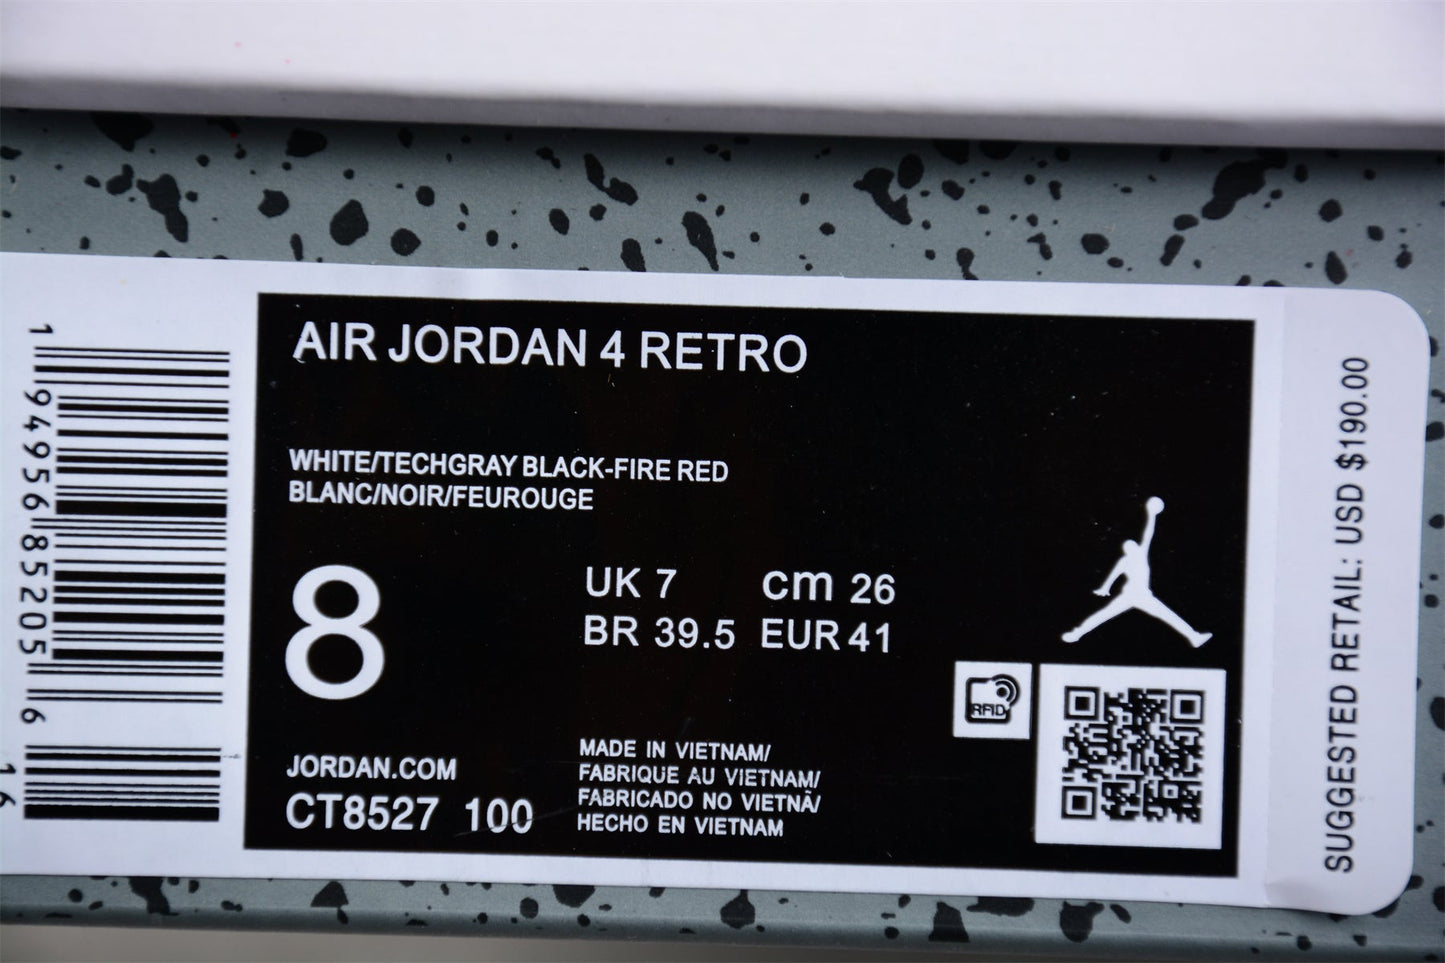 AIR JORDAN 4 RETRO
WHITE/TECHGRAY BLACK-FIRE RED
BLANC/NOIR/FEUROUGE
8
UK 7 cm 26
BR 39.5 EUR 41
JORDAN.COM
CT8527 100
MADE IN VIETNAM/
FABRIQUE AU VIETNAM/
FABRICADO NO VIETNÃ/
HECHO EN VIETNAM
RFID
SUGGESTED RETAIL: USD $190.00
1 94956 85205 6
16